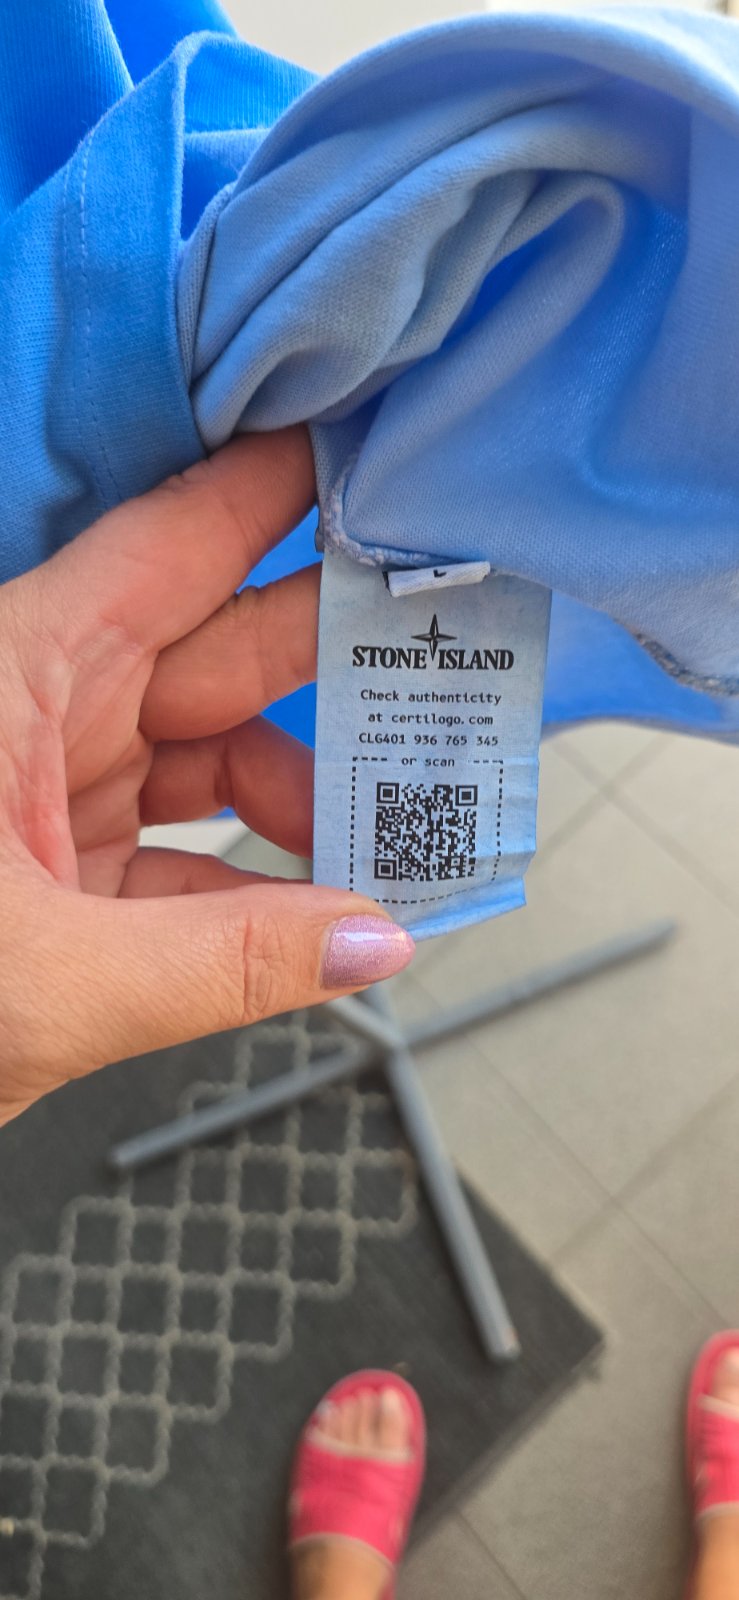 L
STONE ISLAND
Check authenticity
at certilogo.com
CLG401 936 765 345
or scan